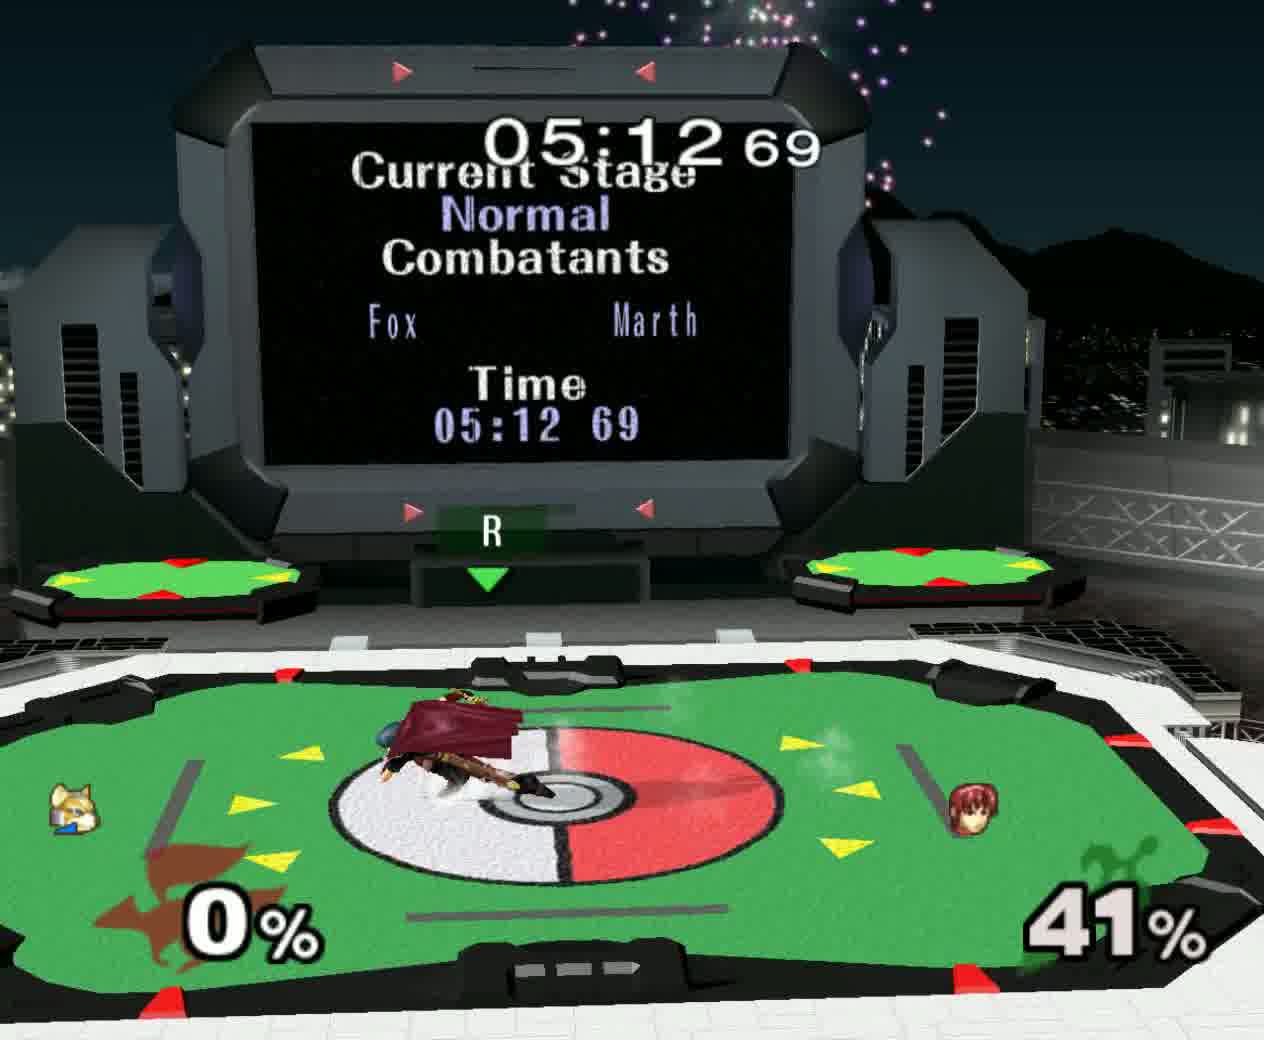 05:12 69
Current Stage
Normal
Combatants
Fox Marth
Time
05:12 69
R
0% 41%